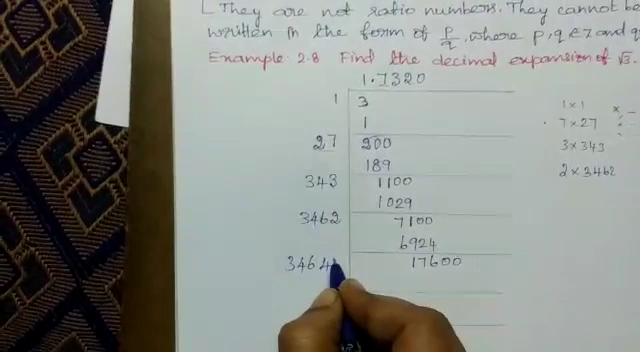 They are not ratio numbers. They cannot be
written in the form of p/q, where p, q ∈ Z and q
Example 2.8 Find the decimal expansion of √3.
1.7320
1 3
1
27 200
189
343 1100
1029
3462 7100
6924
3464 17600
1 x 1
7 x 27
3 x 343
2 x 3462